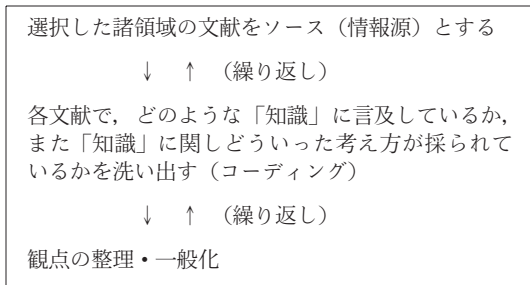 選択した諸領域の文献をソース（情報源）とする
↓ ↑ （繰り返し）
各文献で，どのような「知識」に言及しているか，
また「知識」に関しどういった考え方が採られて
いるかを洗い出す（コーディング）
↓ ↑ （繰り返し）
観点の整理・一般化